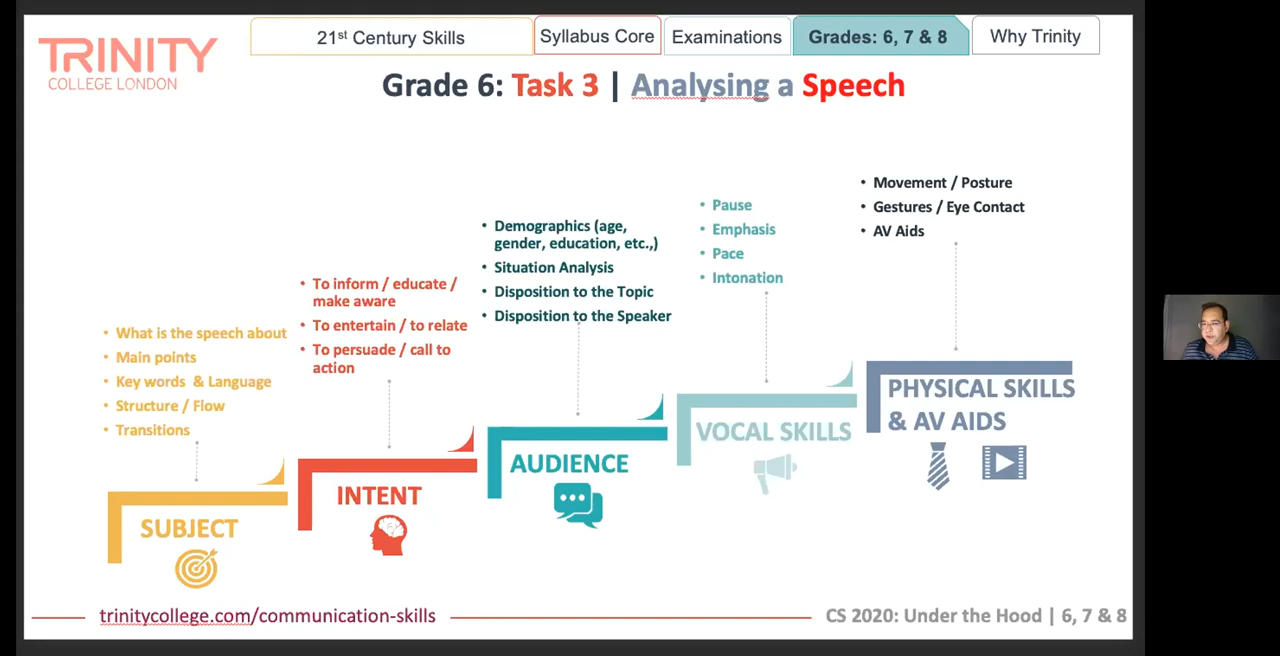 TRINITY
COLLEGE LONDON
21st Century Skills
Syllabus Core
Examinations
Grades: 6, 7 & 8
Why Trinity
Grade 6: Task 3 | Analysing a Speech
• What is the speech about
• Main points
• Key words & Language
• Structure / Flow
• Transitions
SUBJECT
• To inform / educate /
make aware
• To entertain / to relate
• To persuade / call to
action
INTENT
• Demographics (age,
gender, education, etc.,)
• Situation Analysis
• Disposition to the Topic
• Disposition to the Speaker
AUDIENCE
• Pause
• Emphasis
• Pace
• Intonation
VOCAL SKILLS
• Movement / Posture
• Gestures / Eye Contact
• AV Aids
PHYSICAL SKILLS
& AV AIDS
trinitycollege.com/communication-skills
CS 2020: Under the Hood | 6, 7 & 8